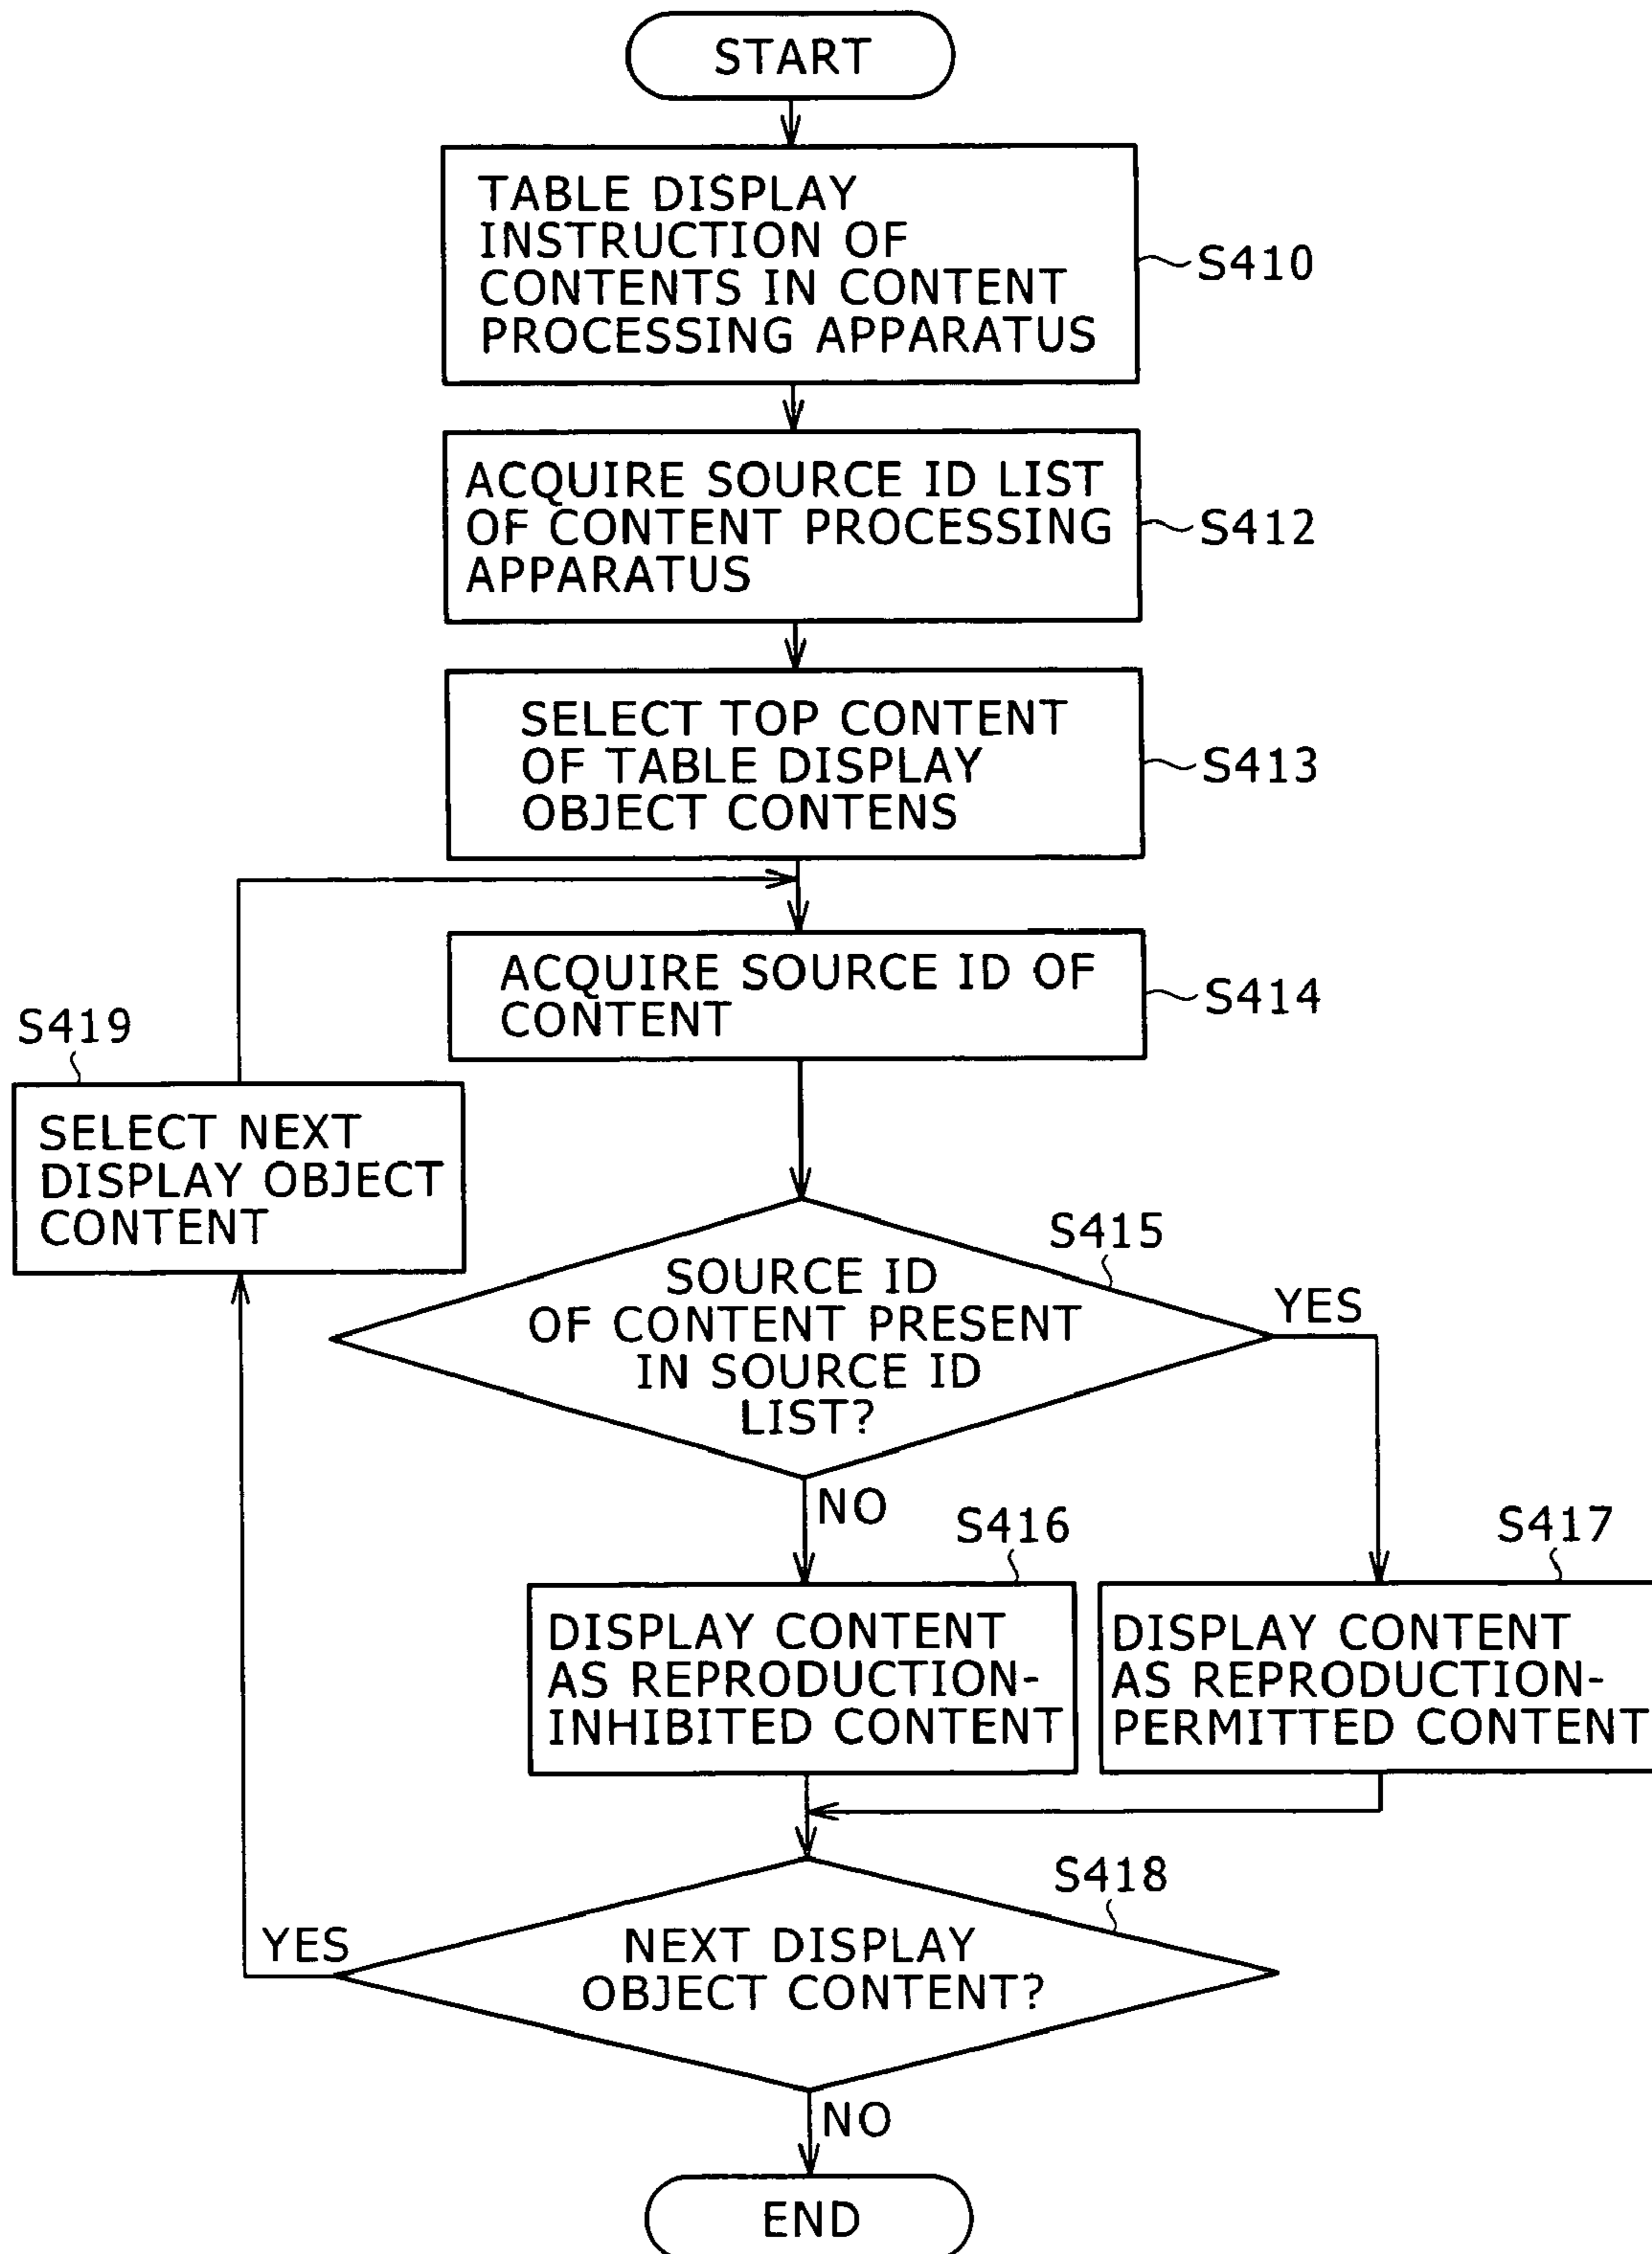 START
TABLE DISPLAY
INSTRUCTION OF
CONTENTS IN CONTENT
PROCESSING APPARATUS
S410
ACQUIRE SOURCE ID LIST
OF CONTENT PROCESSING
APPARATUS
S412
SELECT TOP CONTENT
OF TABLE DISPLAY
OBJECT CONTENS
S413
ACQUIRE SOURCE ID OF
CONTENT
S414
S419
SELECT NEXT
DISPLAY OBJECT
CONTENT
S415
SOURCE ID
OF CONTENT PRESENT
IN SOURCE ID
LIST?
YES
NO
S416
DISPLAY CONTENT
AS REPRODUCTION-
INHIBITED CONTENT
S417
DISPLAY CONTENT
AS REPRODUCTION-
PERMITTED CONTENT
S418
NEXT DISPLAY
OBJECT CONTENT?
YES
NO
END